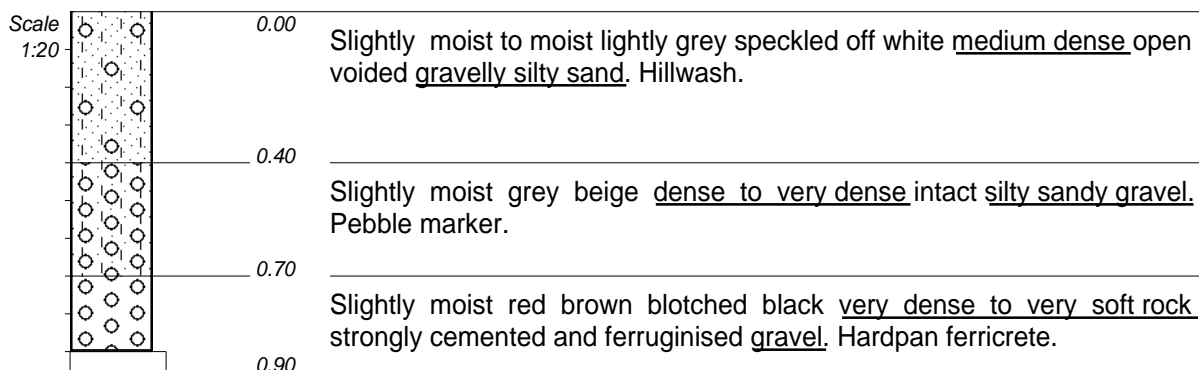 Scale
1:20
0.00
Slightly moist to moist lightly grey speckled off white medium dense open
voided gravelly silty sand. Hillwash.
0.40
Slightly moist grey beige dense to very dense intact silty sandy gravel.
Pebble marker.
0.70
Slightly moist red brown blotched black very dense to very soft rock
strongly cemented and ferruginised gravel. Hardpan ferricrete.
0.90